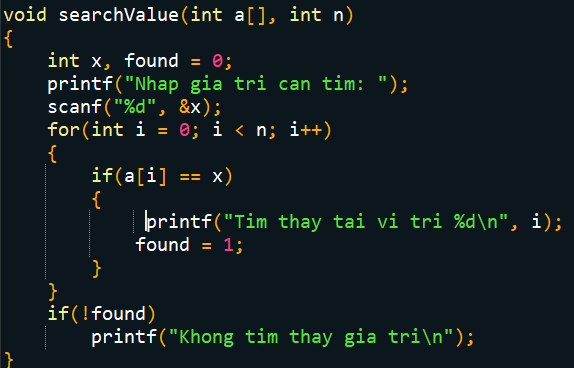 void searchValue(int a[], int n)
{
    int x, found = 0;
    printf("Nhap gia tri can tim: ");
    scanf("%d", &x);
    for(int i = 0; i < n; i++)
    {
        if(a[i] == x)
        {
             printf("Tim thay tai vi tri %d\n", i);
            found = 1;
        }
    }
    if(!found)
        printf("Khong tim thay gia tri\n");
}